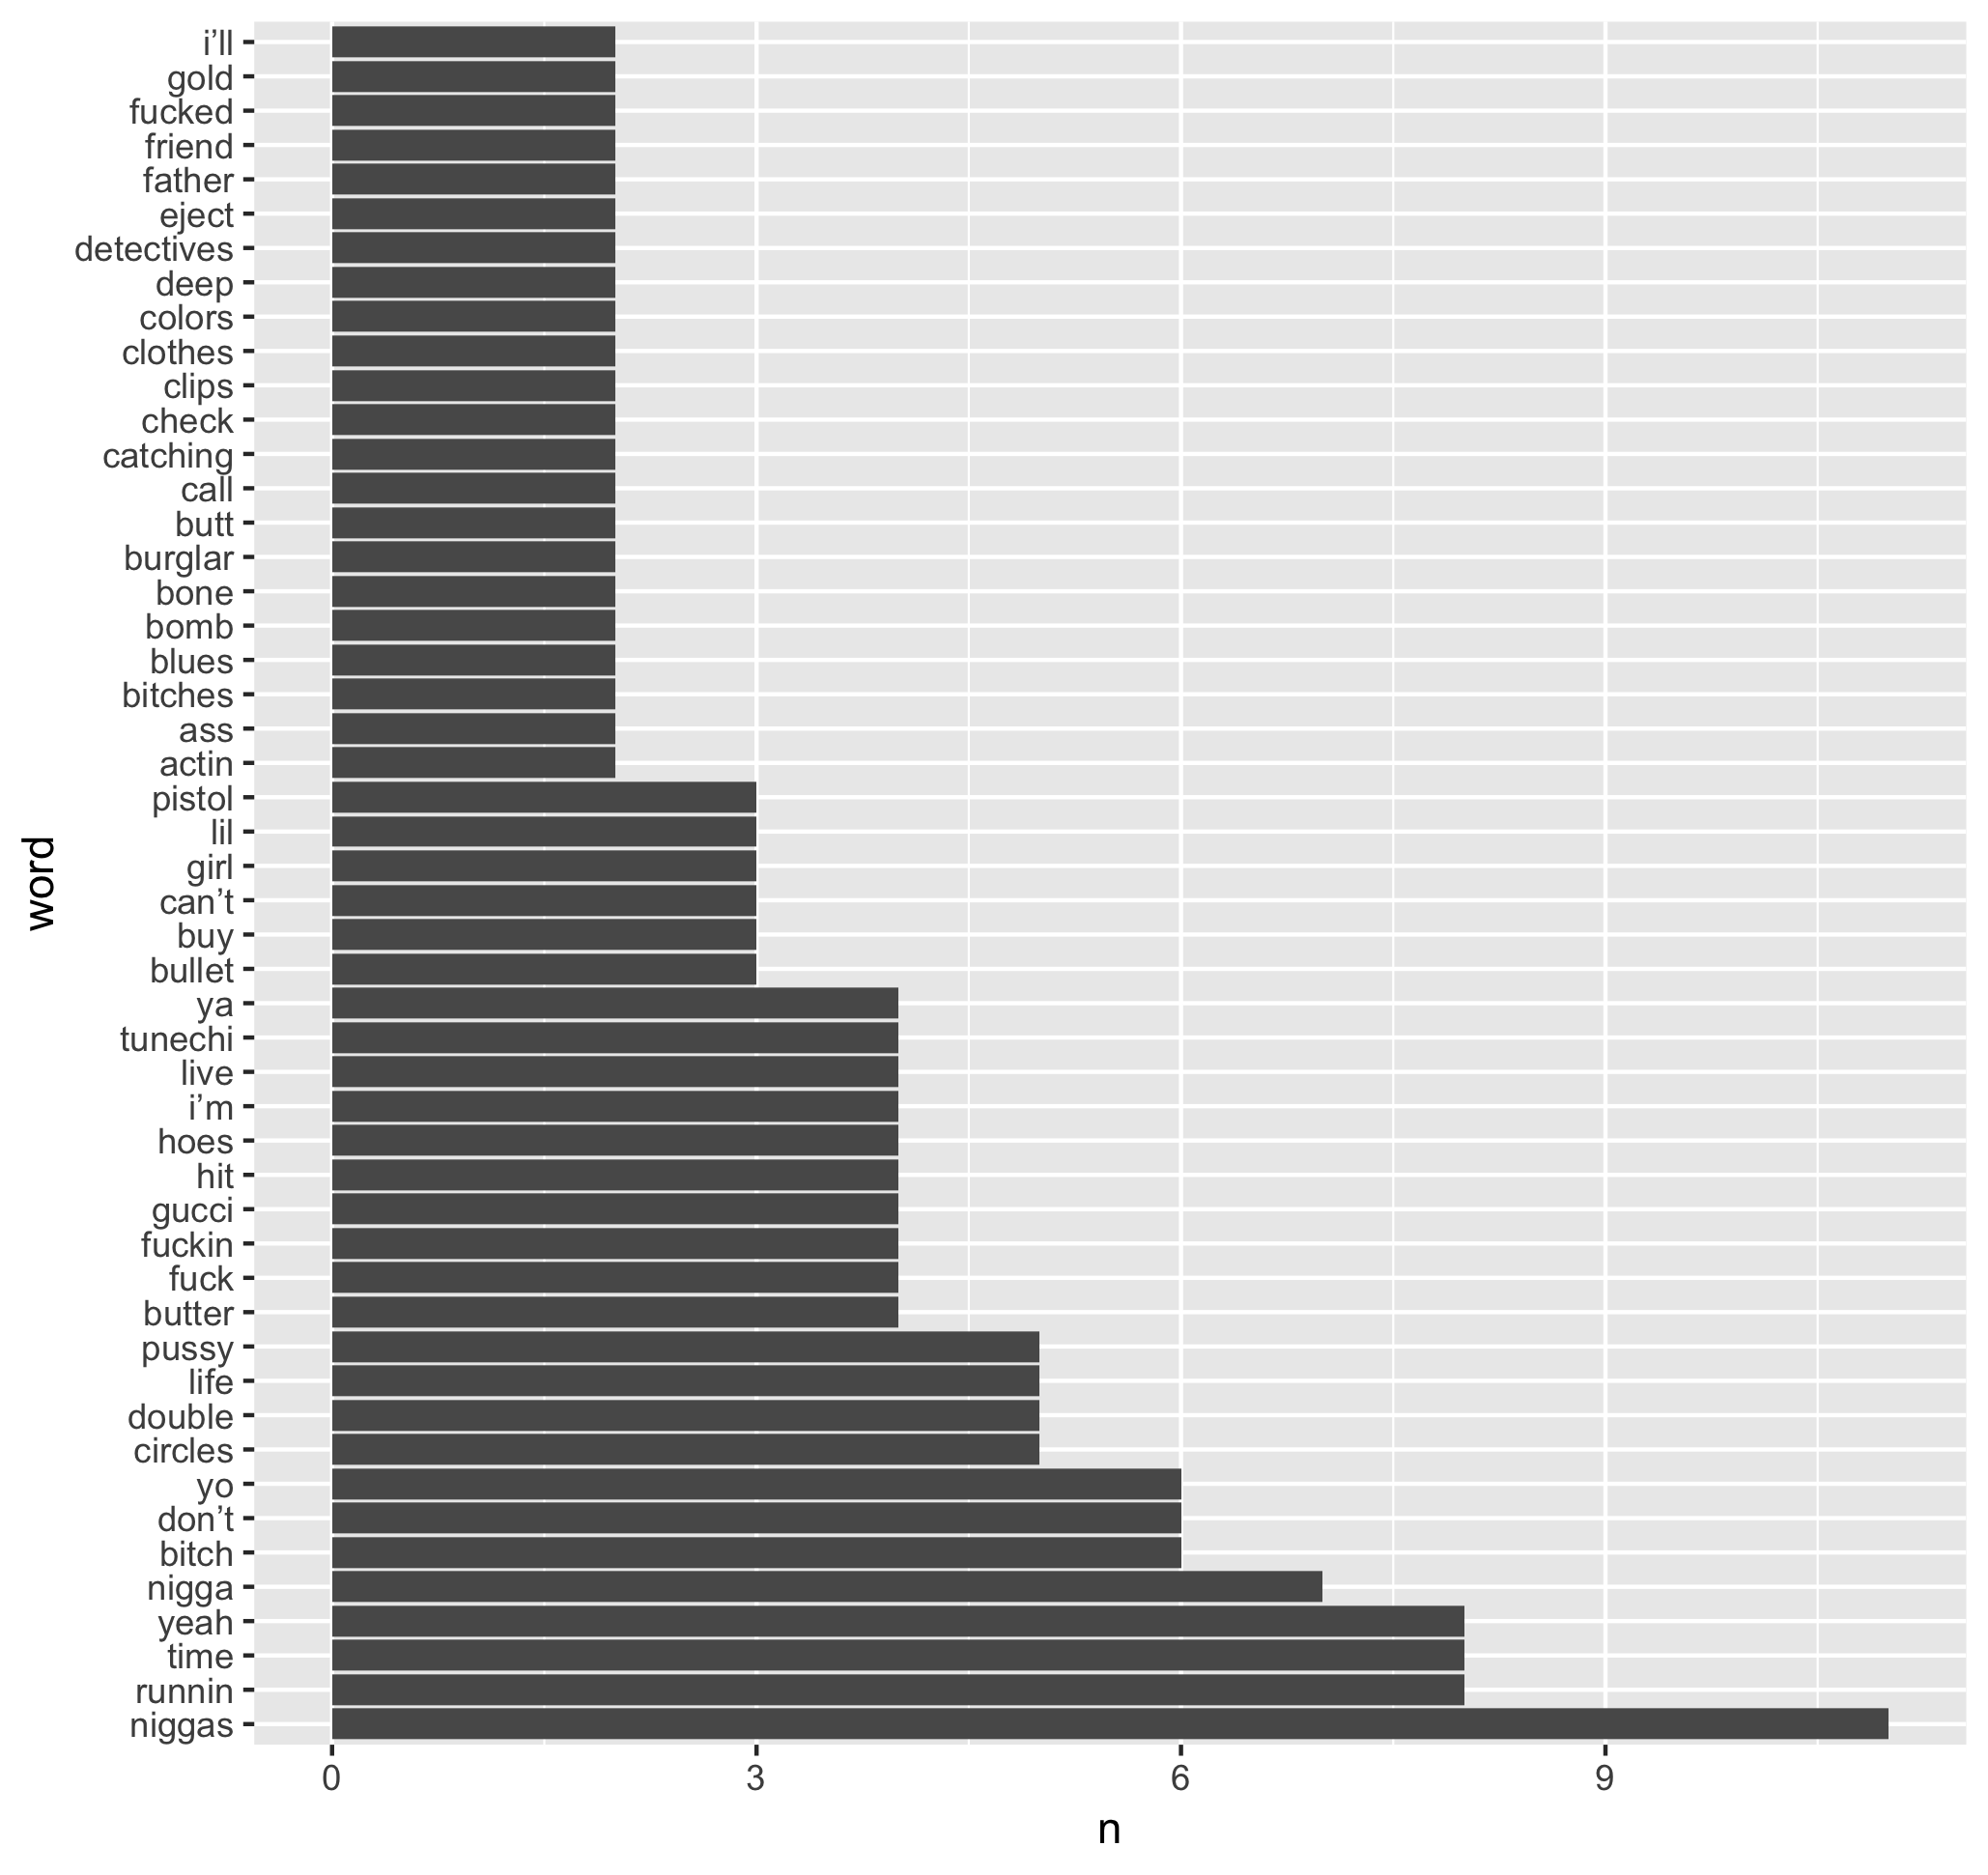 i’ll
gold
fucked
friend
father
eject
detectives
deep
colors
clothes
clips
check
catching
call
butt
burglar
bone
bomb
blues
bitches
ass
actin
pistol
lil
girl
can’t
buy
bullet
ya
tunechi
live
i’m
hoes
hit
gucci
fuckin
fuck
butter
pussy
life
double
circles
yo
don’t
bitch
nigga
yeah
time
runnin
niggas
word
0 3 6 9
n